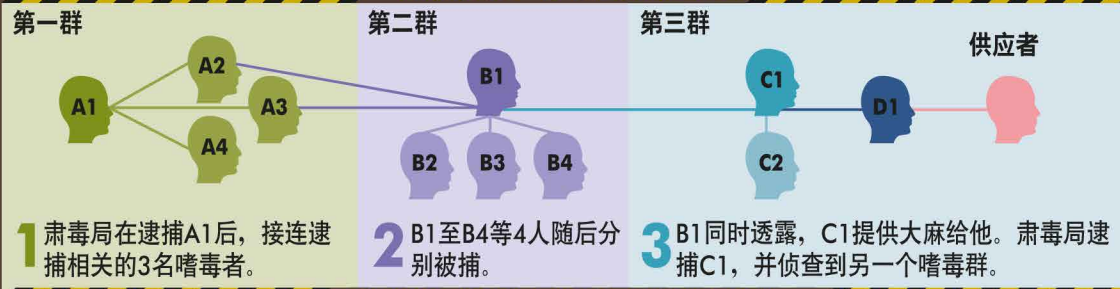 第一群
第二群
第三群
供应者
A1
A2
A3
A4
B1
B2
B3
B4
C1
C2
D1
1 肃毒局在逮捕A1后，接连逮
捕相关的3名嗜毒者。
2 B1至B4等4人随后分
别被捕。
3 B1同时透露，C1提供大麻给他。肃毒局逮
捕C1，并侦查到另一个嗜毒群。